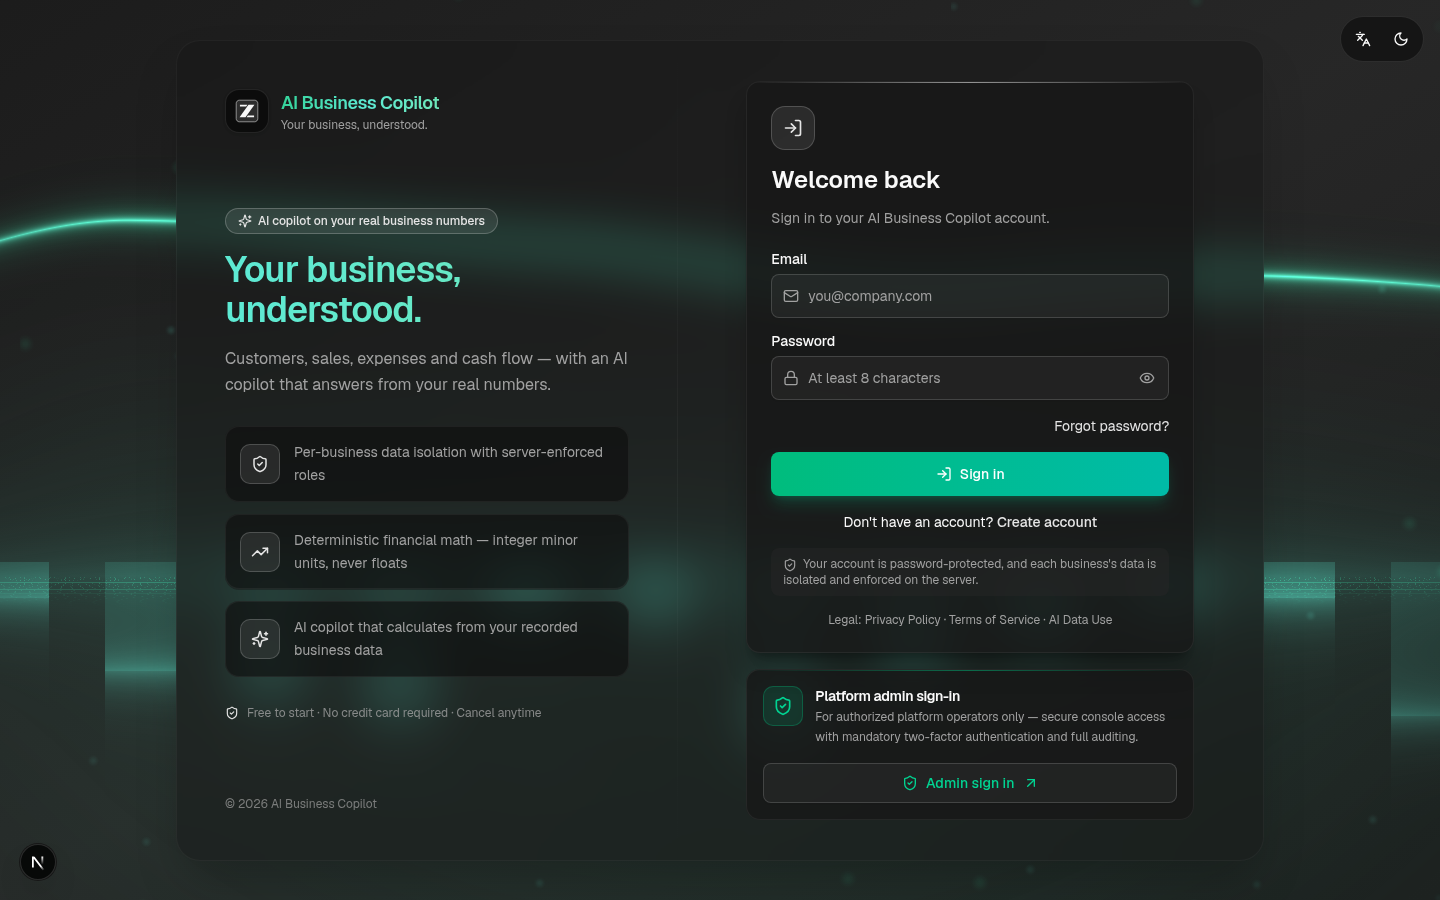 AI Business Copilot
Your business, understood.
AI copilot on your real business numbers
Your business,
understood.
Customers, sales, expenses and cash flow — with an AI
copilot that answers from your real numbers.
Per-business data isolation with server-enforced
roles
Deterministic financial math — integer minor
units, never floats
AI copilot that calculates from your recorded
business data
Free to start · No credit card required · Cancel anytime
© 2026 AI Business Copilot
Welcome back
Sign in to your AI Business Copilot account.
Email
you@company.com
Password
At least 8 characters
Forgot password?
Sign in
Don't have an account? Create account
Your account is password-protected, and each business's data is
isolated and enforced on the server.
Legal: Privacy Policy · Terms of Service · AI Data Use
Platform admin sign-in
For authorized platform operators only — secure console access
with mandatory two-factor authentication and full auditing.
Admin sign in